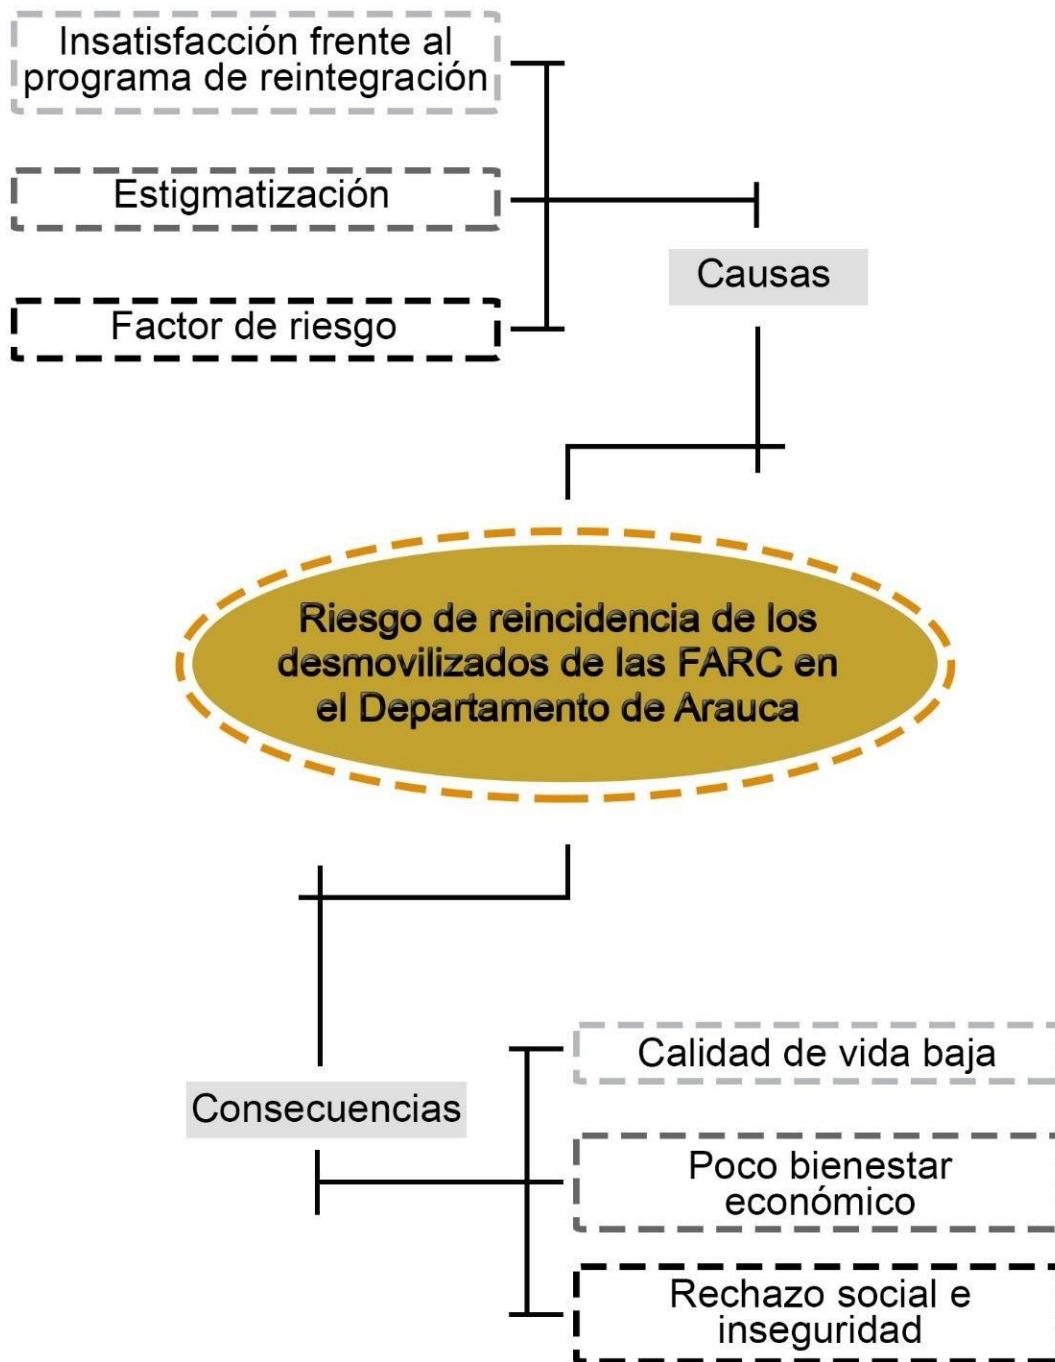 Insatisfacción frente al
programa de reintegración
Estigmatización
Factor de riesgo
Causas
Riesgo de reincidencia de los
desmovilizados de las FARC en
el Departamento de Arauca
Consecuencias
Calidad de vida baja
Poco bienestar
económico
Rechazo social e
inseguridad